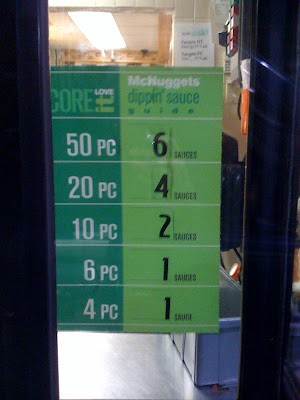 CORE LOVE it!
McNuggets
dippin' sauce
guide
50 PC 6 SAUCES
20 PC 4 SAUCES
10 PC 2 SAUCES
6 PC 1 SAUCES
4 PC 1 SAUCE